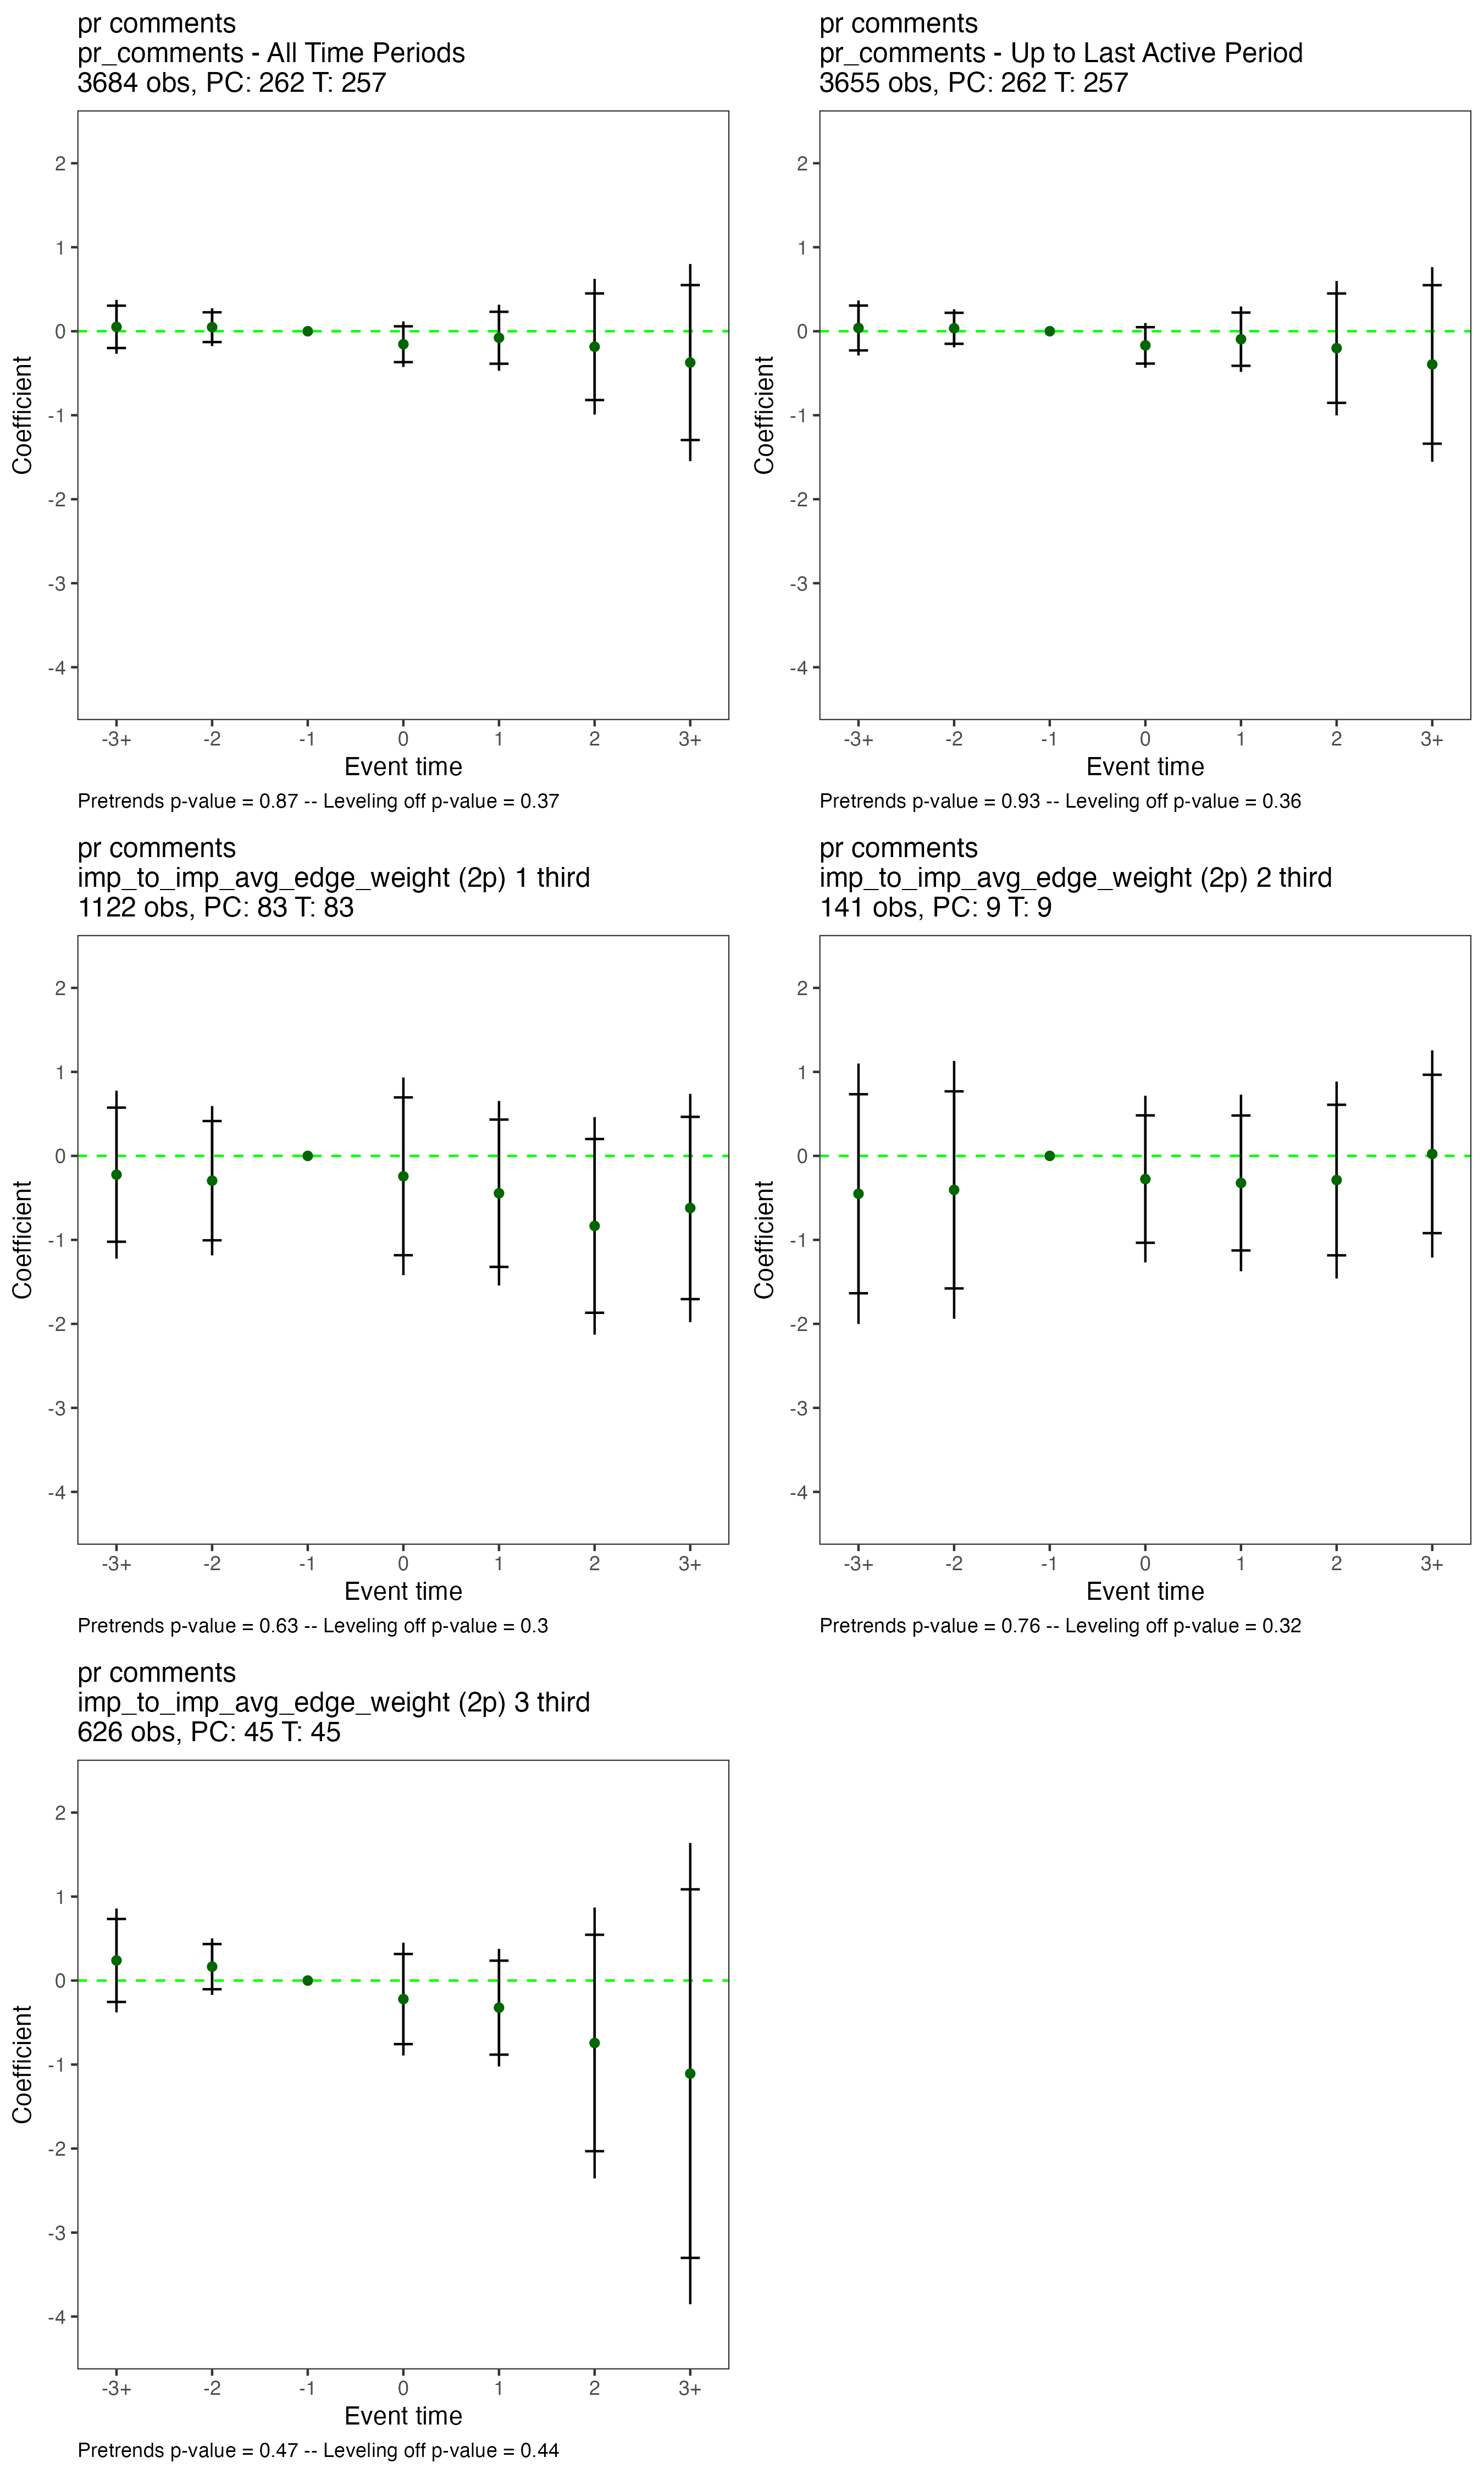 pr comments
pr_comments - All Time Periods
3684 obs, PC: 262 T: 257
2
1
0
-1
-2
-3
-4
Coefficient
-3+ -2 -1 0 1 2 3+
Event time
Pretrends p-value = 0.87 -- Leveling off p-value = 0.37
pr comments
pr_comments - Up to Last Active Period
3655 obs, PC: 262 T: 257
2
1
0
-1
-2
-3
-4
Coefficient
-3+ -2 -1 0 1 2 3+
Event time
Pretrends p-value = 0.93 -- Leveling off p-value = 0.36
pr comments
imp_to_imp_avg_edge_weight (2p) 1 third
1122 obs, PC: 83 T: 83
2
1
0
-1
-2
-3
-4
Coefficient
-3+ -2 -1 0 1 2 3+
Event time
Pretrends p-value = 0.63 -- Leveling off p-value = 0.3
pr comments
imp_to_imp_avg_edge_weight (2p) 2 third
141 obs, PC: 9 T: 9
2
1
0
-1
-2
-3
-4
Coefficient
-3+ -2 -1 0 1 2 3+
Event time
Pretrends p-value = 0.76 -- Leveling off p-value = 0.32
pr comments
imp_to_imp_avg_edge_weight (2p) 3 third
626 obs, PC: 45 T: 45
2
1
0
-1
-2
-3
-4
Coefficient
-3+ -2 -1 0 1 2 3+
Event time
Pretrends p-value = 0.47 -- Leveling off p-value = 0.44